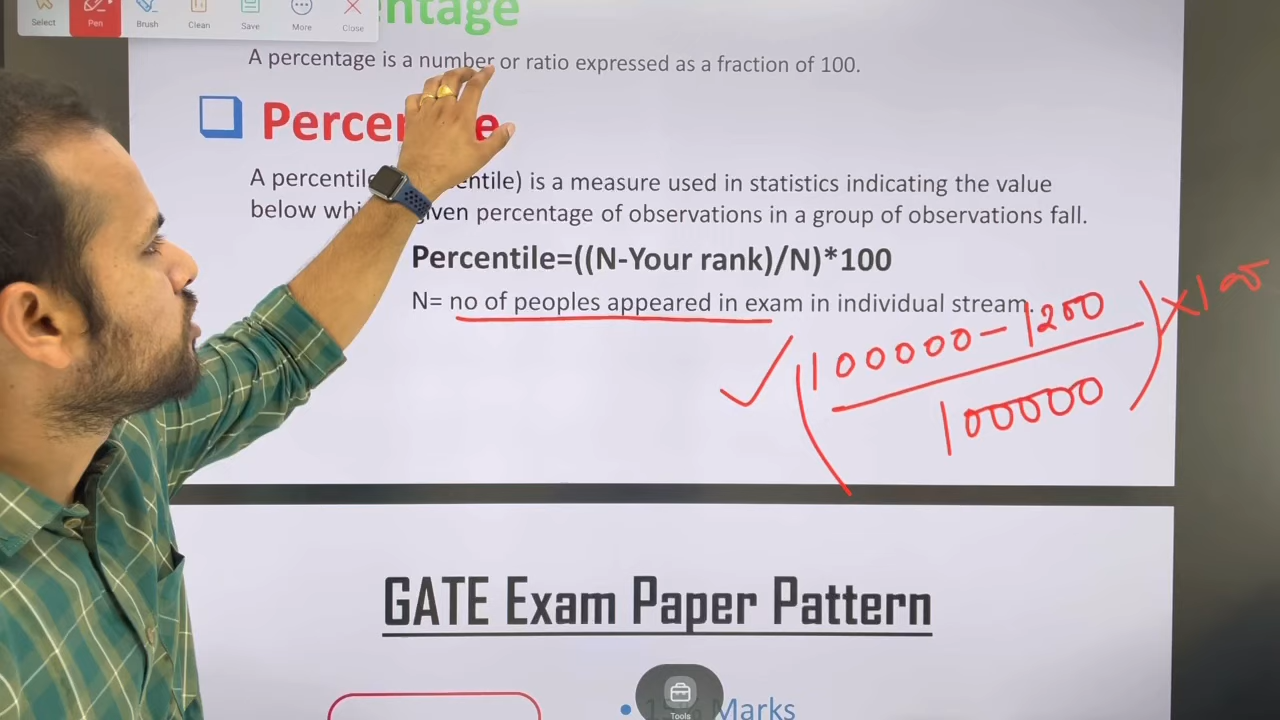 Select Pen Brush Clean Save More Close
ntage
A percentage is a number or ratio expressed as a fraction of 100.
Perce e
A is a measure used in statistics indicating the value
below given percentage of observations in a group of observations fall.
Percentile=((N-Your rank)/N)*100
N= no of peoples appeared in exam in individual stream.
(100000-1200
100000)×100
GATE Exam Paper Pattern
Marks
Tools